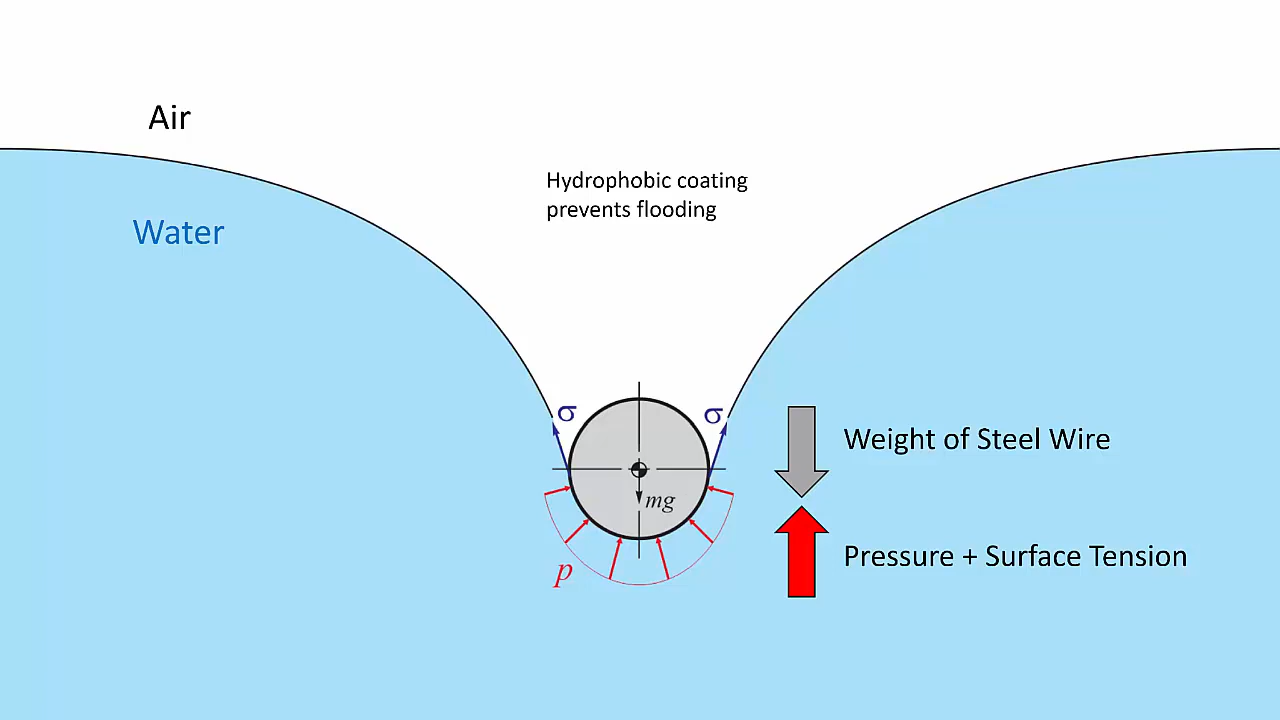 Air
Water
Hydrophobic coating
prevents flooding
σ
σ
mg
p
Weight of Steel Wire
Pressure + Surface Tension